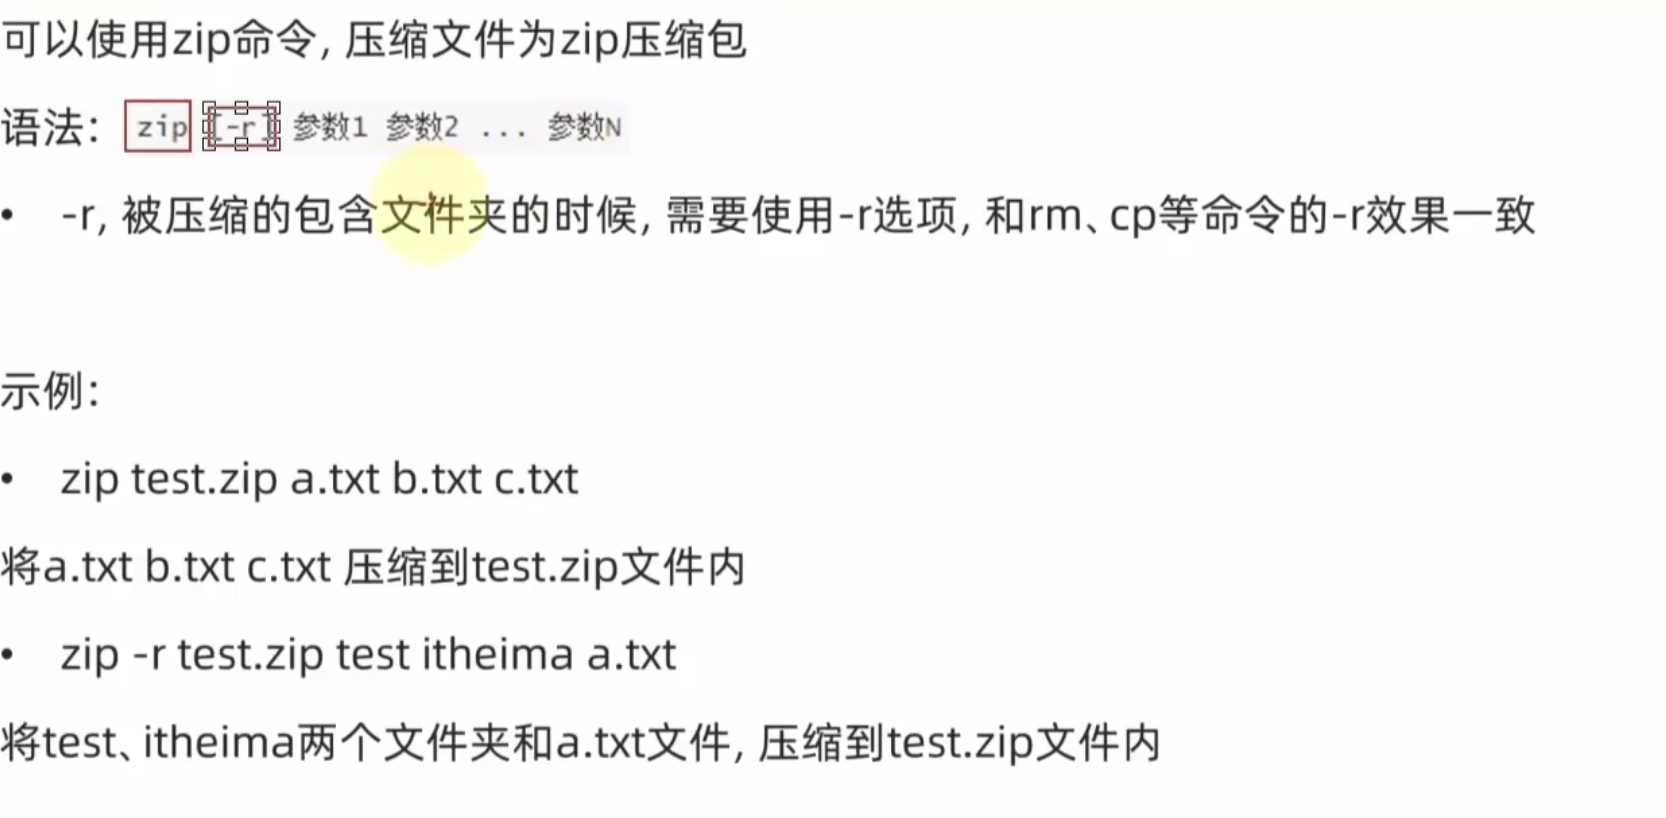 可以使用zip命令, 压缩文件为zip压缩包
语法： zip [-r] 参数1 参数2 ... 参数N
• -r, 被压缩的包含文件夹的时候, 需要使用-r选项, 和rm、cp等命令的-r效果一致
示例：
• zip test.zip a.txt b.txt c.txt
将a.txt b.txt c.txt 压缩到test.zip文件内
• zip -r test.zip test itheima a.txt
将test、itheima两个文件夹和a.txt文件, 压缩到test.zip文件内